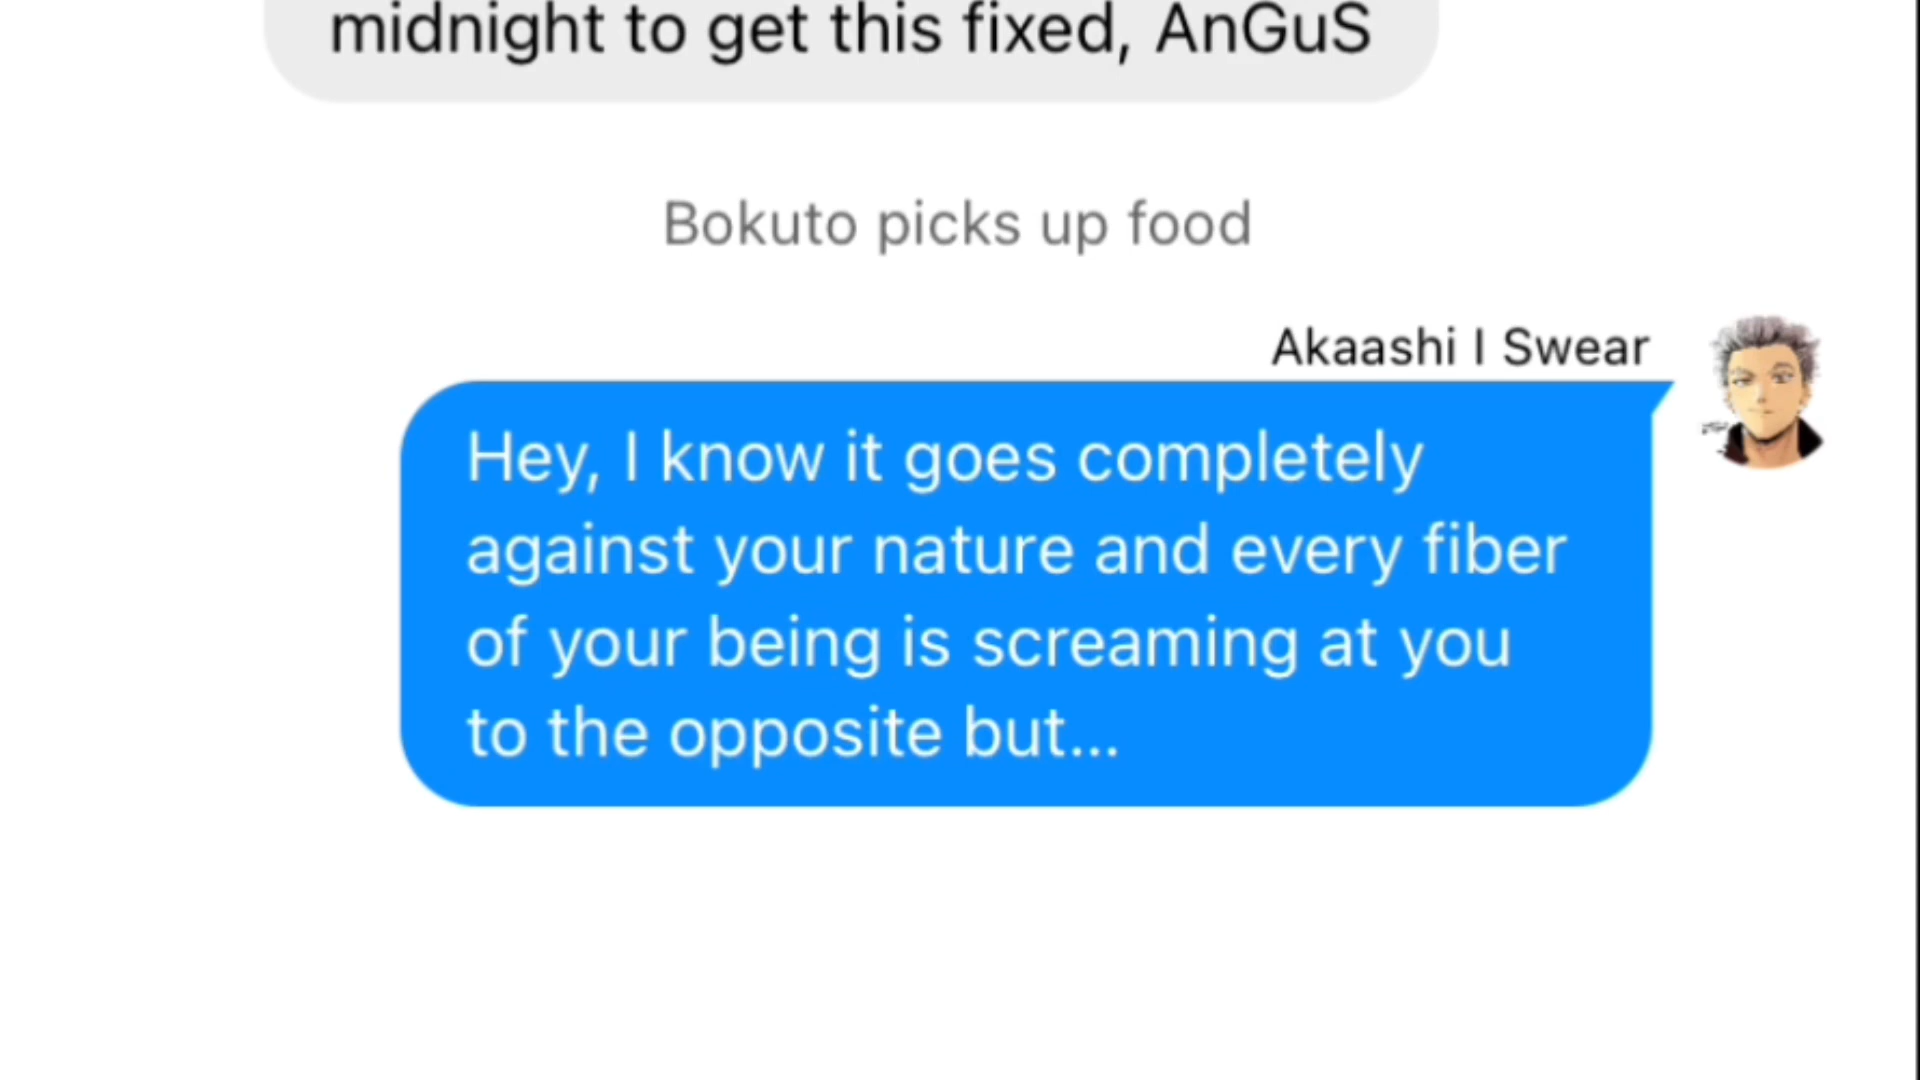 midnight to get this fixed, AnGuS
Bokuto picks up food
Akaashi I Swear
Hey, I know it goes completely
against your nature and every fiber
of your being is screaming at you
to the opposite but...